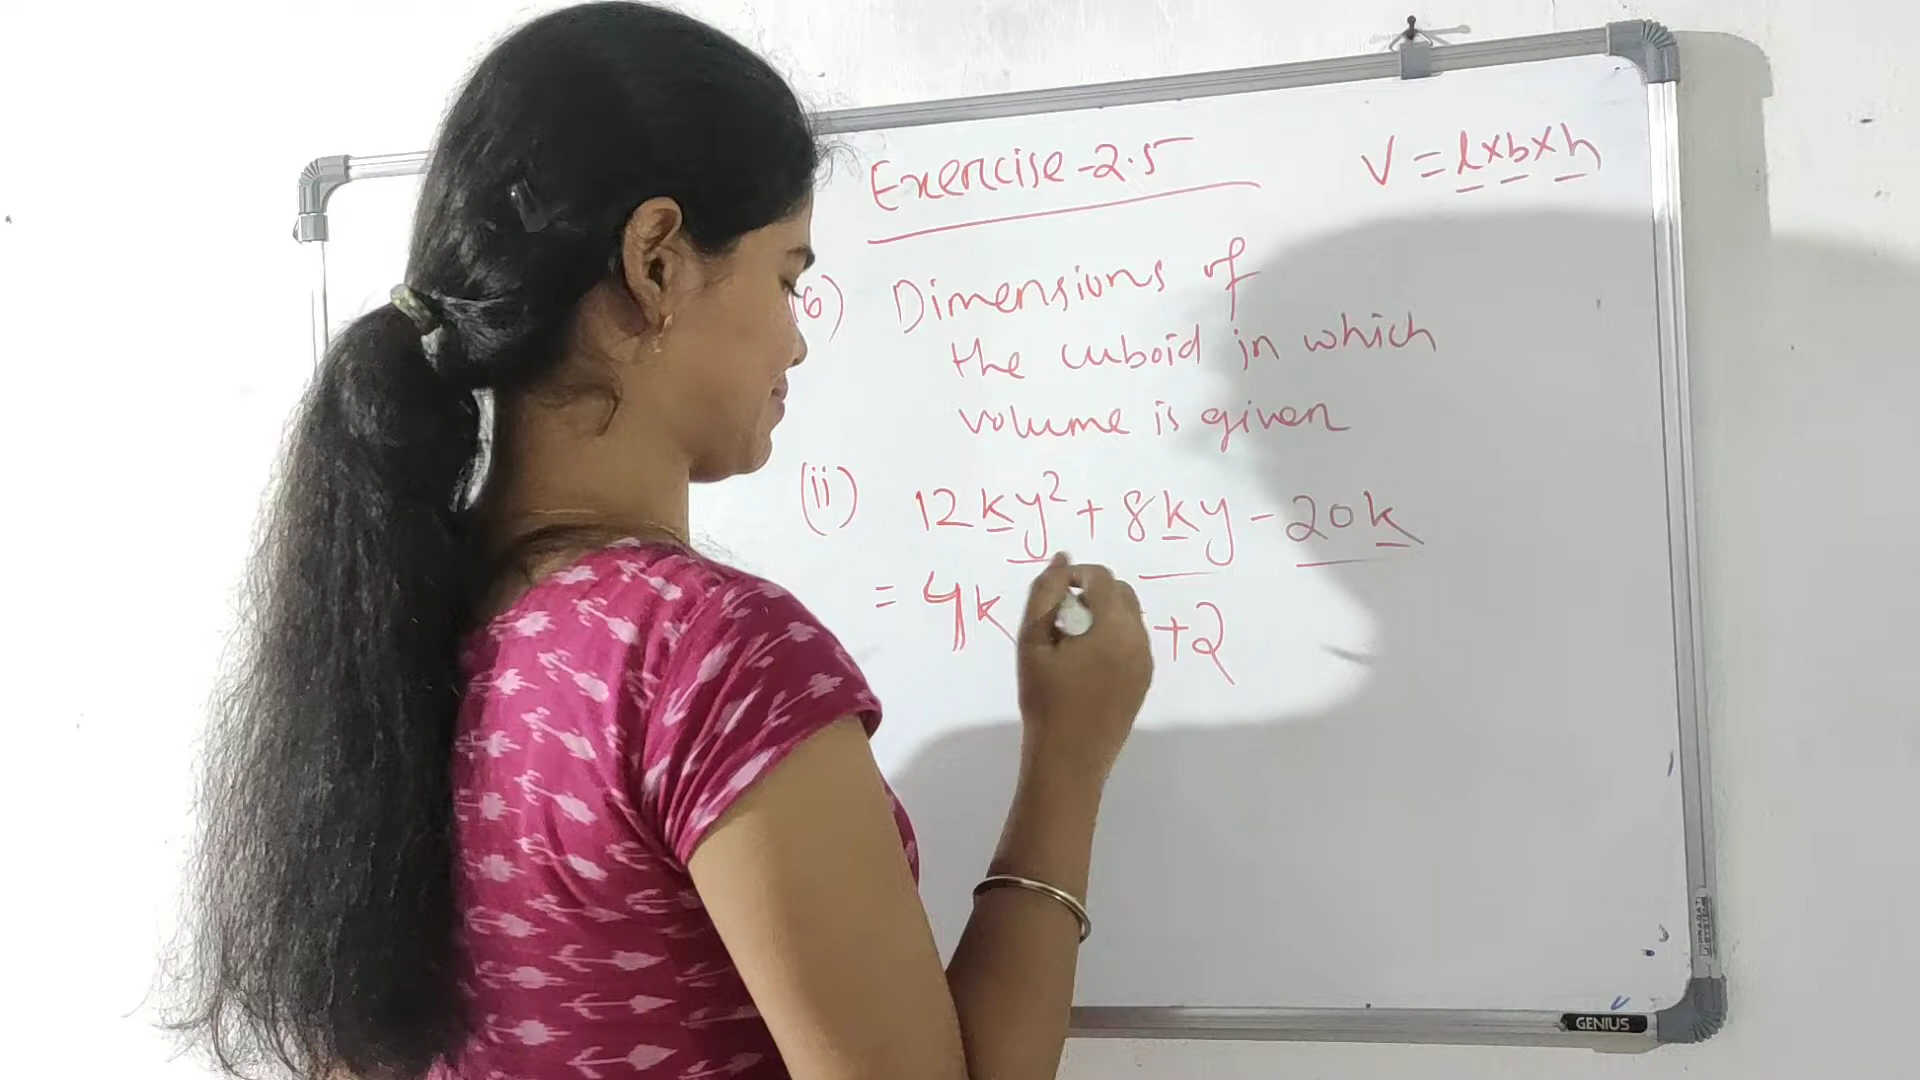 Exercise-2.5
V = l×b×h
16) Dimensions of
the cuboid in which
volume is given
(ii) 12ky² + 8ky - 20k
= 4k +2
GENIUS